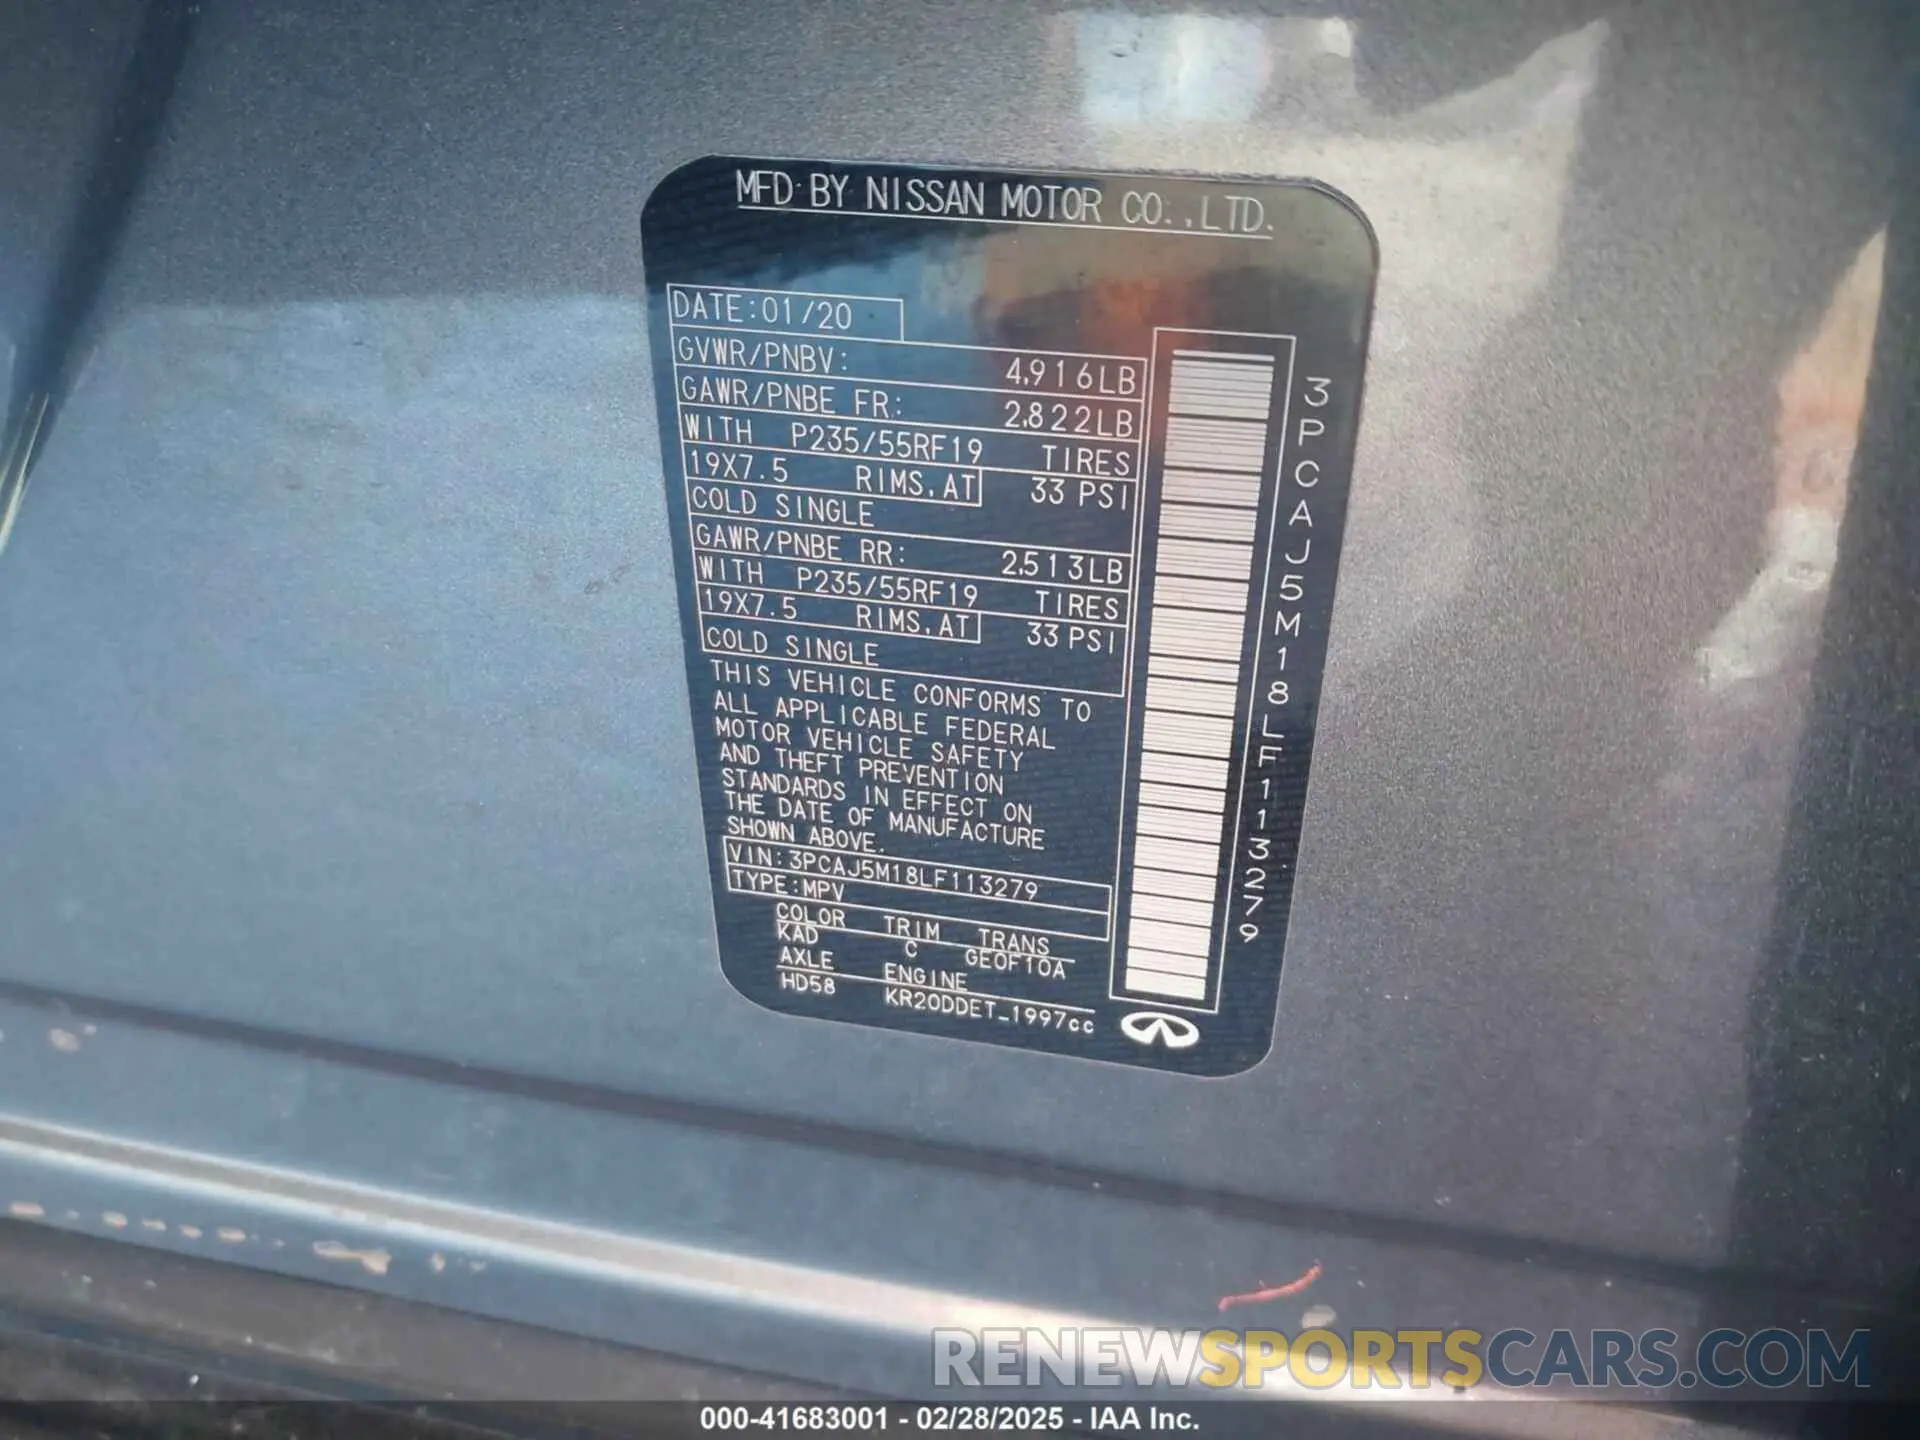 MFD BY NISSAN MOTOR CO.,LTD.
DATE:01/20
GVWR/PNBV: 4,916LB
GAWR/PNBE FR: 2,822LB
WITH P235/55RF19 TIRES
19X7.5 RIMS,AT 33 PSI
COLD SINGLE
GAWR/PNBE RR: 2,513LB
WITH P235/55RF19 TIRES
19X7.5 RIMS,AT 33 PSI
COLD SINGLE
THIS VEHICLE CONFORMS TO
ALL APPLICABLE FEDERAL
MOTOR VEHICLE SAFETY
AND THEFT PREVENTION
STANDARDS IN EFFECT ON
THE DATE OF MANUFACTURE
SHOWN ABOVE.
VIN:3PCAJ5M18LF113279
TYPE:MPV
COLOR TRIM TRANS
KAD C GE0F10A
AXLE ENGINE
HD58 KR20DDET_1997cc
3PCAJ5M18LF113279
RENEWSPORTSCARS.COM
000-41683001 - 02/28/2025 - IAA Inc.